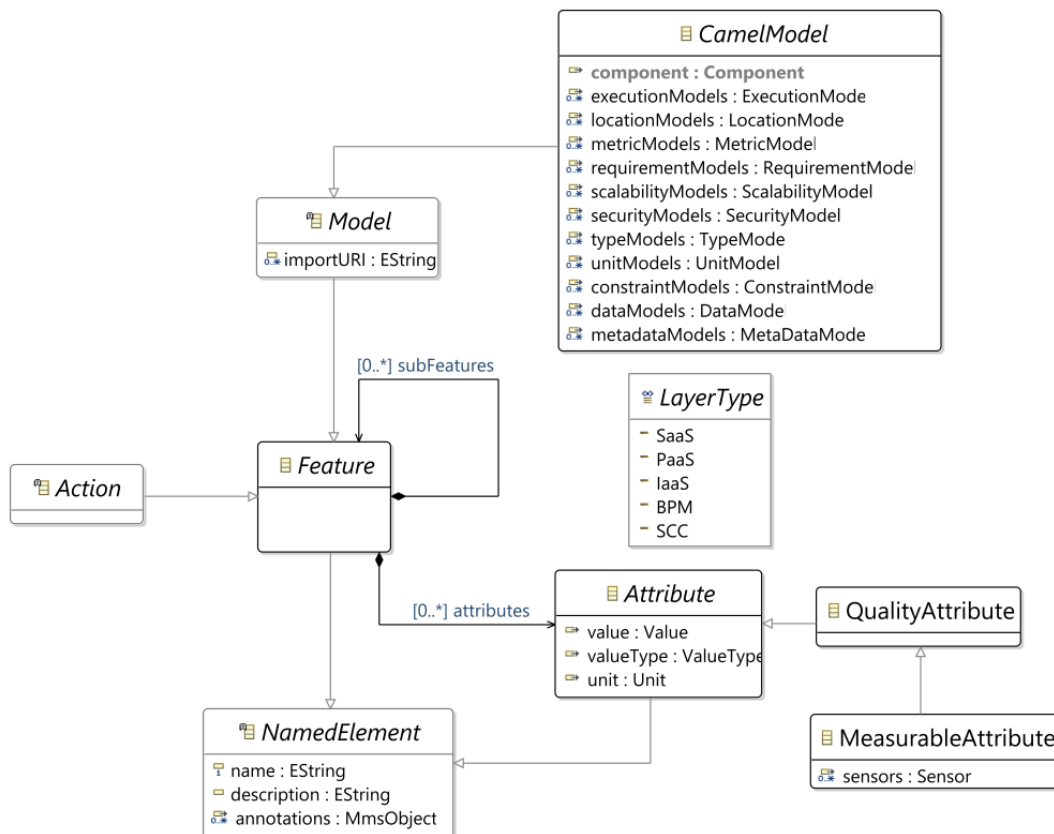 CamelModel
component : Component
executionModels : ExecutionMode
locationModels : LocationMode
metricModels : MetricModel
requirementModels : RequirementModel
scalabilityModels : ScalabilityModel
securityModels : SecurityModel
typeModels : TypeMode
unitModels : UnitModel
constraintModels : ConstraintModel
dataModels : DataMode
metadataModels : MetaDataMode
Model
importURI : EString
[0..*] subFeatures
LayerType
SaaS
PaaS
IaaS
BPM
SCC
Feature
Action
[0..*] attributes
Attribute
value : Value
valueType : ValueType
unit : Unit
QualityAttribute
MeasurableAttribute
sensors : Sensor
NamedElement
name : EString
description : EString
annotations : MmsObject